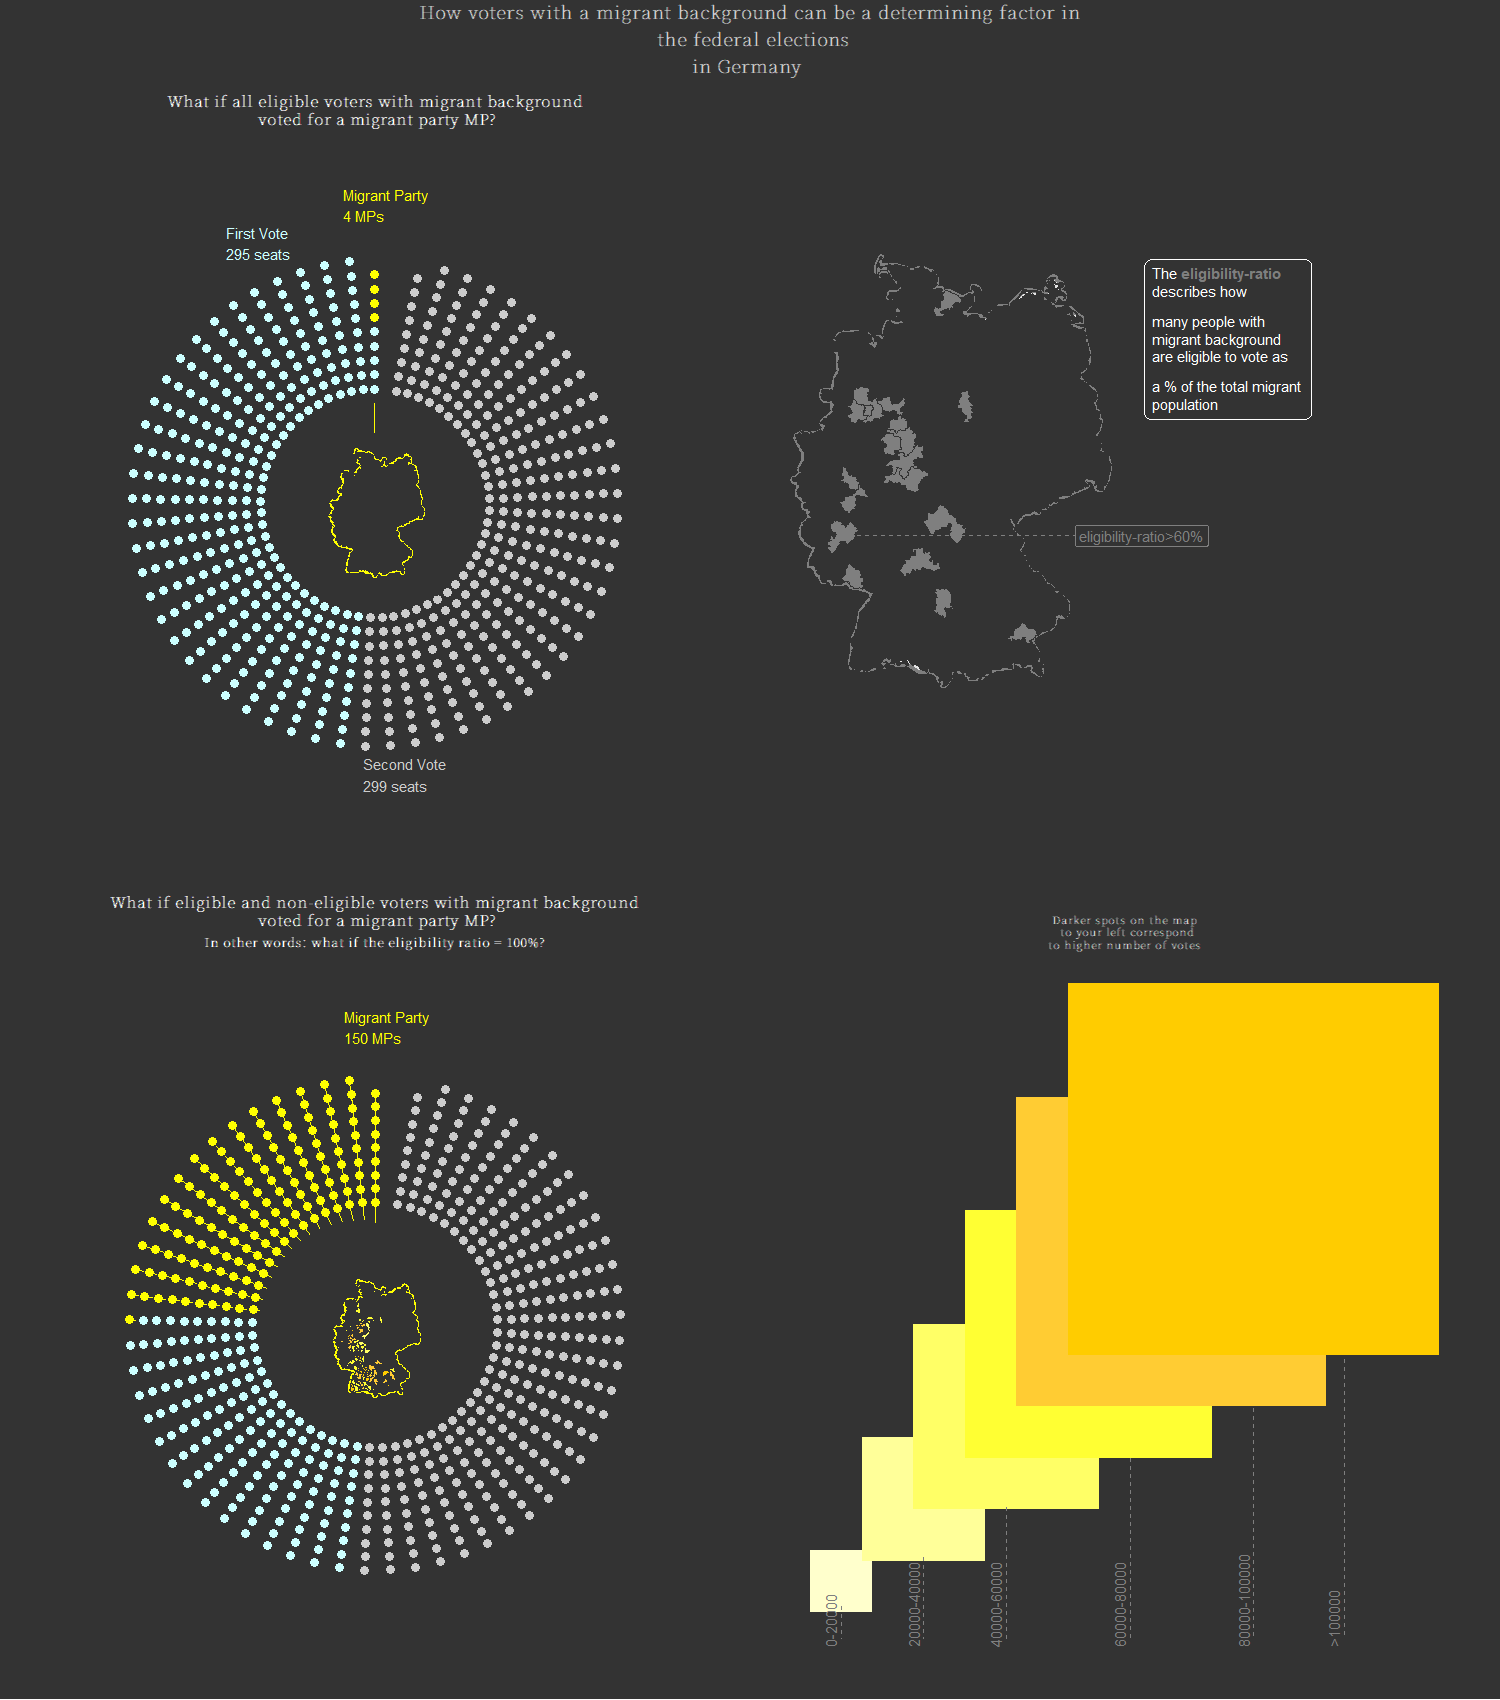 How voters with a migrant background can be a determining factor in
the federal elections
in Germany
What if all eligible voters with migrant background
voted for a migrant party MP?
Migrant Party
4 MPs
First Vote
295 seats
Second Vote
299 seats
The eligibility-ratio
describes how
many people with
migrant background
are eligible to vote as
a % of the total migrant
population
eligibility-ratio>60%
What if eligible and non-eligible voters with migrant background
voted for a migrant party MP?
In other words: what if the eligibility ratio = 100%?
Migrant Party
150 MPs
Darker spots on the map
to your left correspond
to higher number of votes
0-20000
20000-40000
40000-60000
60000-80000
80000-100000
>100000